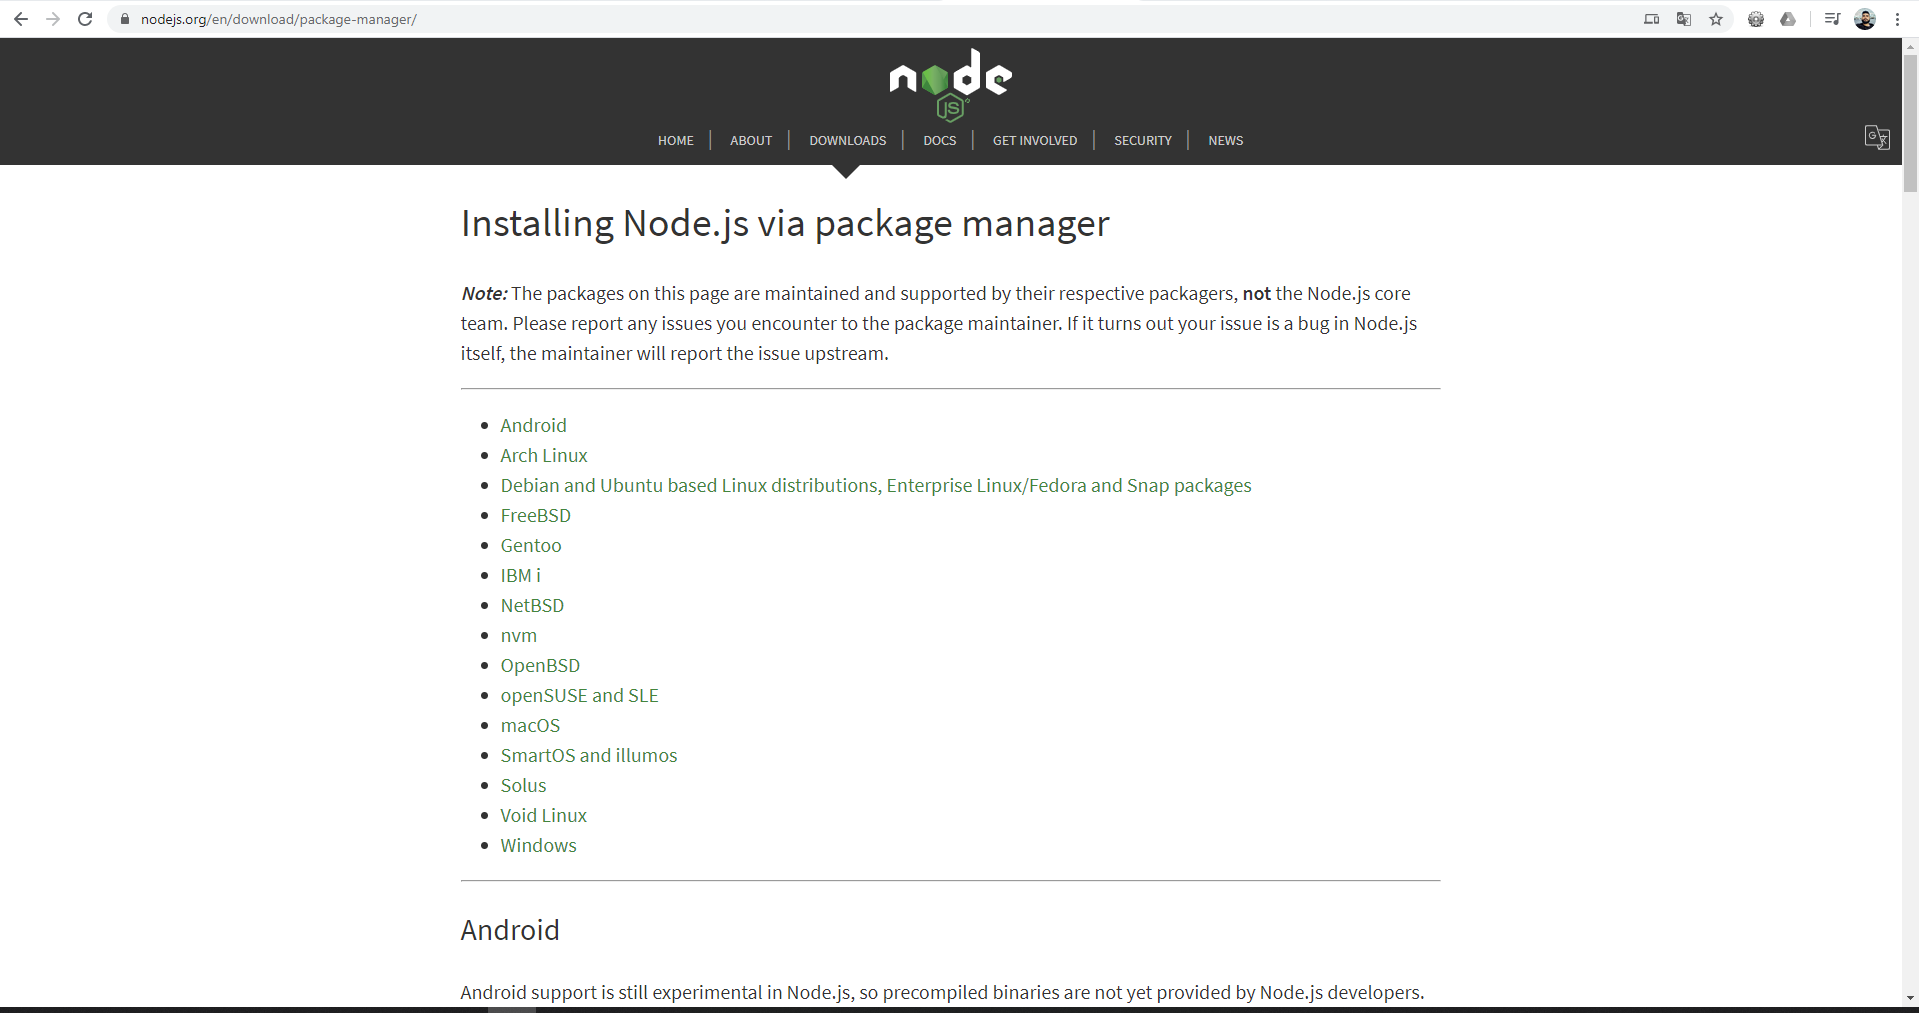 nodejs.org/en/download/package-manager/
node
JS
HOME | ABOUT | DOWNLOADS | DOCS | GET INVOLVED | SECURITY | NEWS
Installing Node.js via package manager
Note: The packages on this page are maintained and supported by their respective packagers, not the Node.js core
team. Please report any issues you encounter to the package maintainer. If it turns out your issue is a bug in Node.js
itself, the maintainer will report the issue upstream.
Android
Arch Linux
Debian and Ubuntu based Linux distributions, Enterprise Linux/Fedora and Snap packages
FreeBSD
Gentoo
IBM i
NetBSD
nvm
OpenBSD
openSUSE and SLE
macOS
SmartOS and illumos
Solus
Void Linux
Windows
Android
Android support is still experimental in Node.js, so precompiled binaries are not yet provided by Node.js developers.